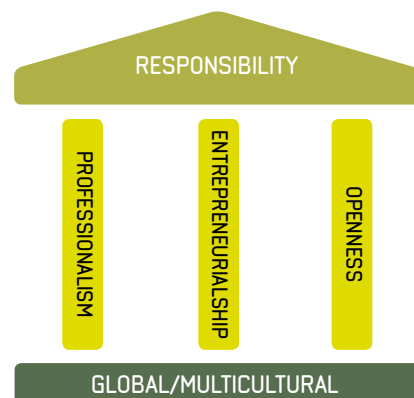 RESPONSIBILITY
PROFESSIONALISM
ENTREPRENEURIALSHIP
OPENNESS
GLOBAL/MULTICULTURAL